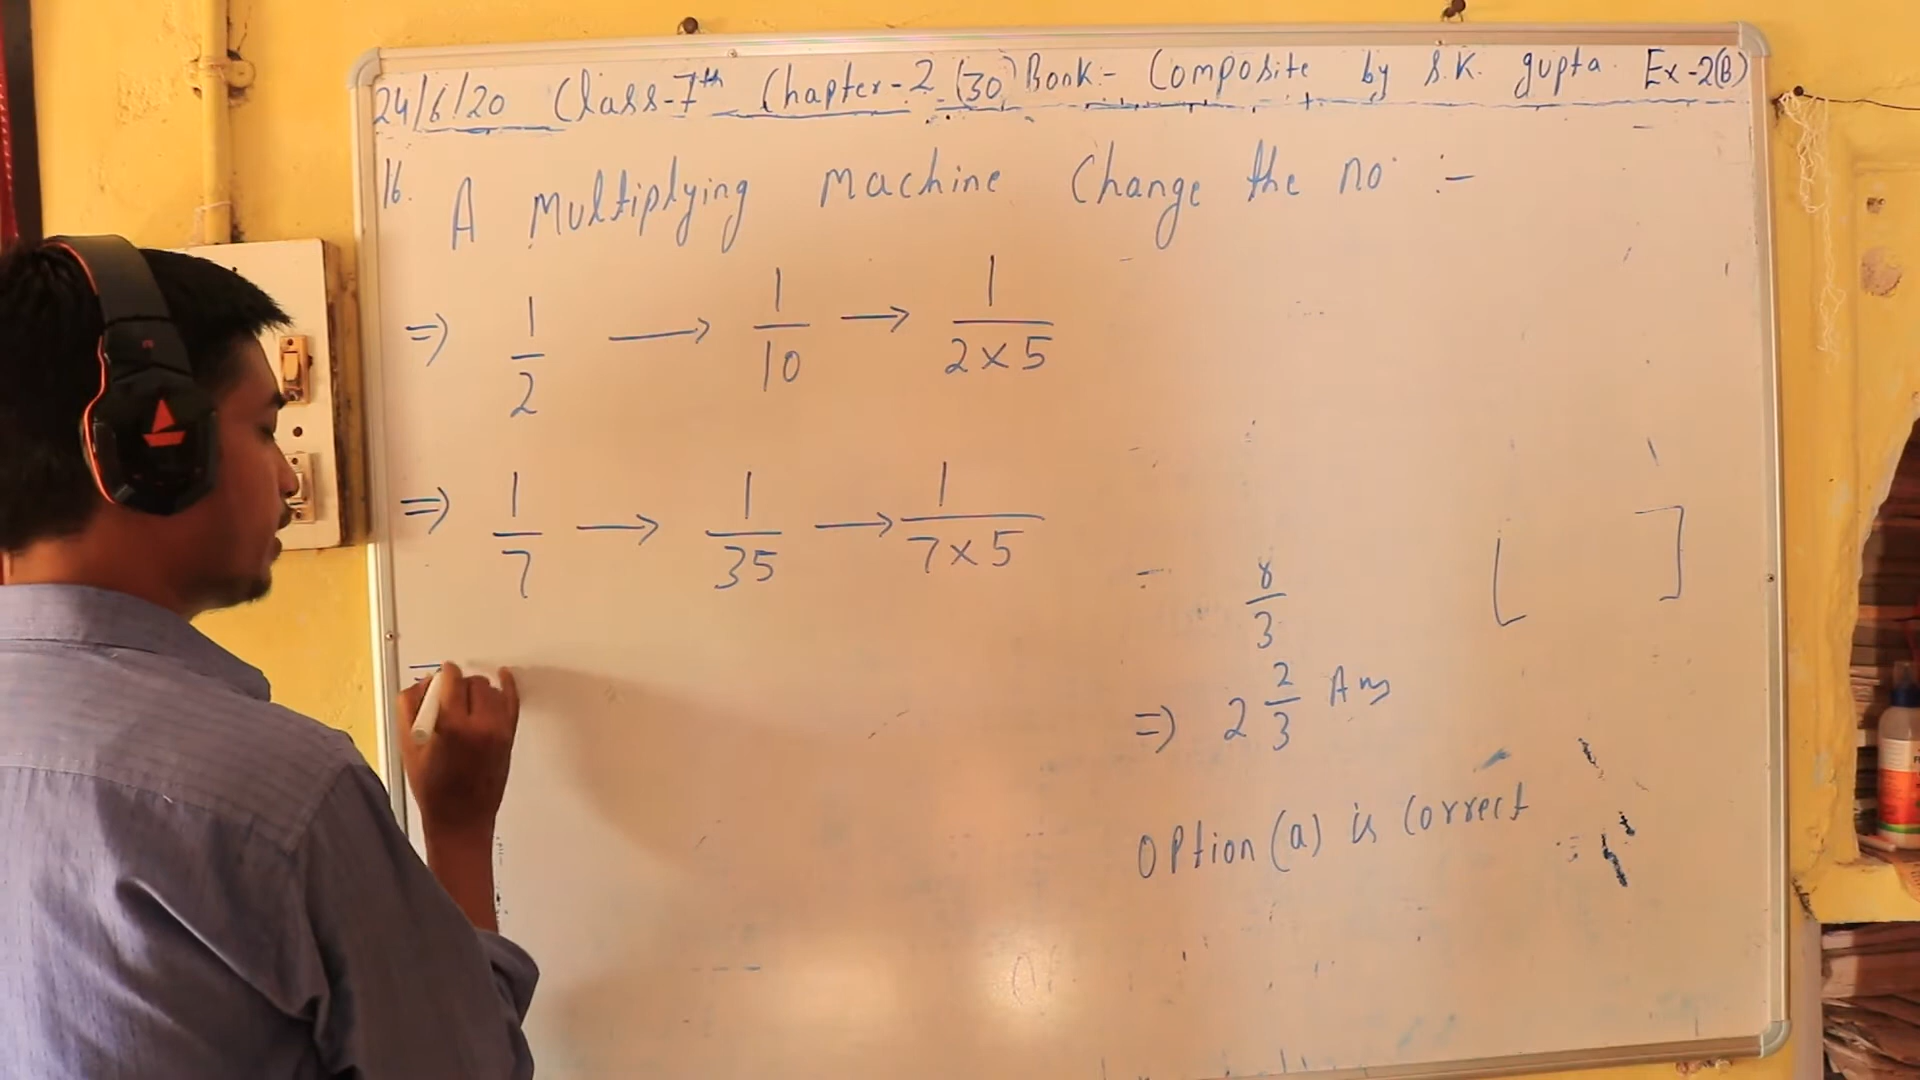 24/6/20 Class-7th Chapter-2 (30) Book:- Composite by S.K. gupta. Ex-2(B)
16. A Multiplying machine Change the no :-
=> 1/2 → 1/10 → 1/2×5
=> 1/7 → 1/35 → 1/7×5
= 8/3
=> 2 2/3 Ans
Option (a) is correct